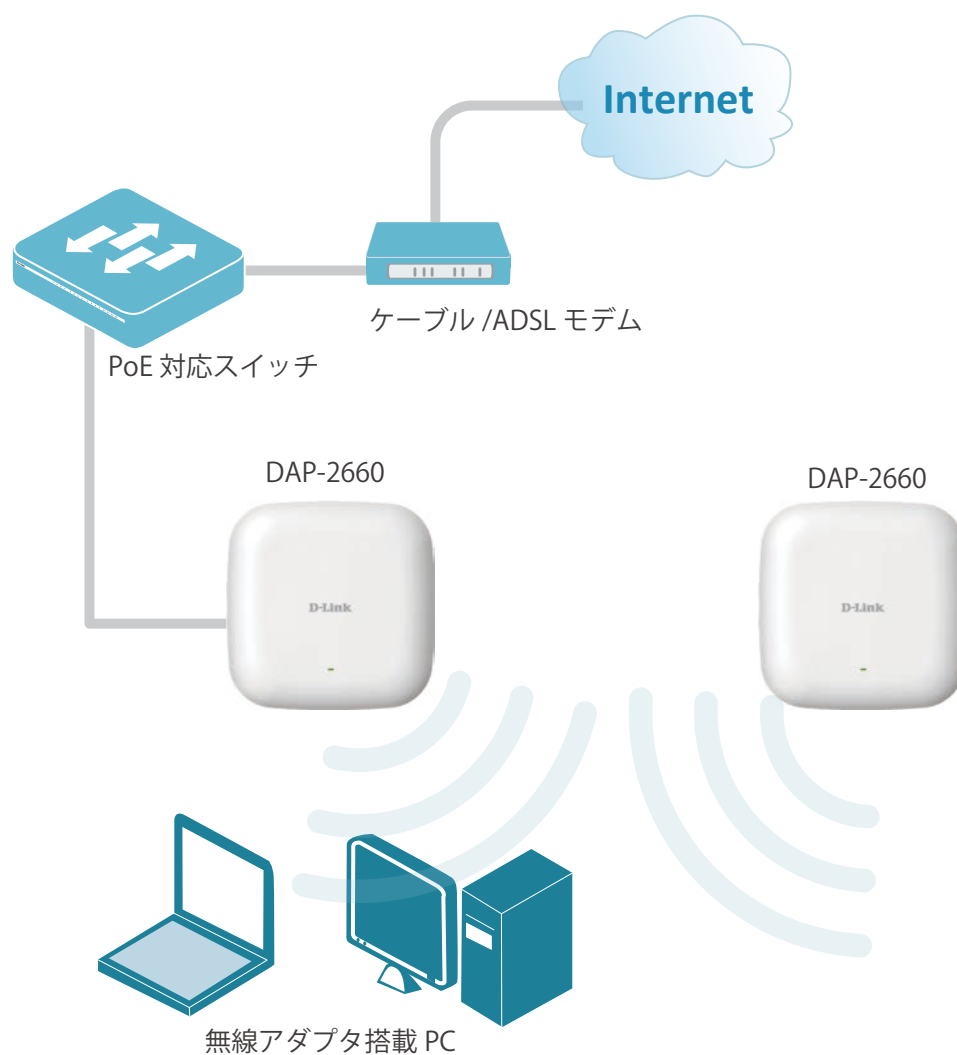 Internet
ケーブル /ADSL モデム
PoE 対応スイッチ
DAP-2660
DAP-2660
D-Link
D-Link
無線アダプタ搭載 PC